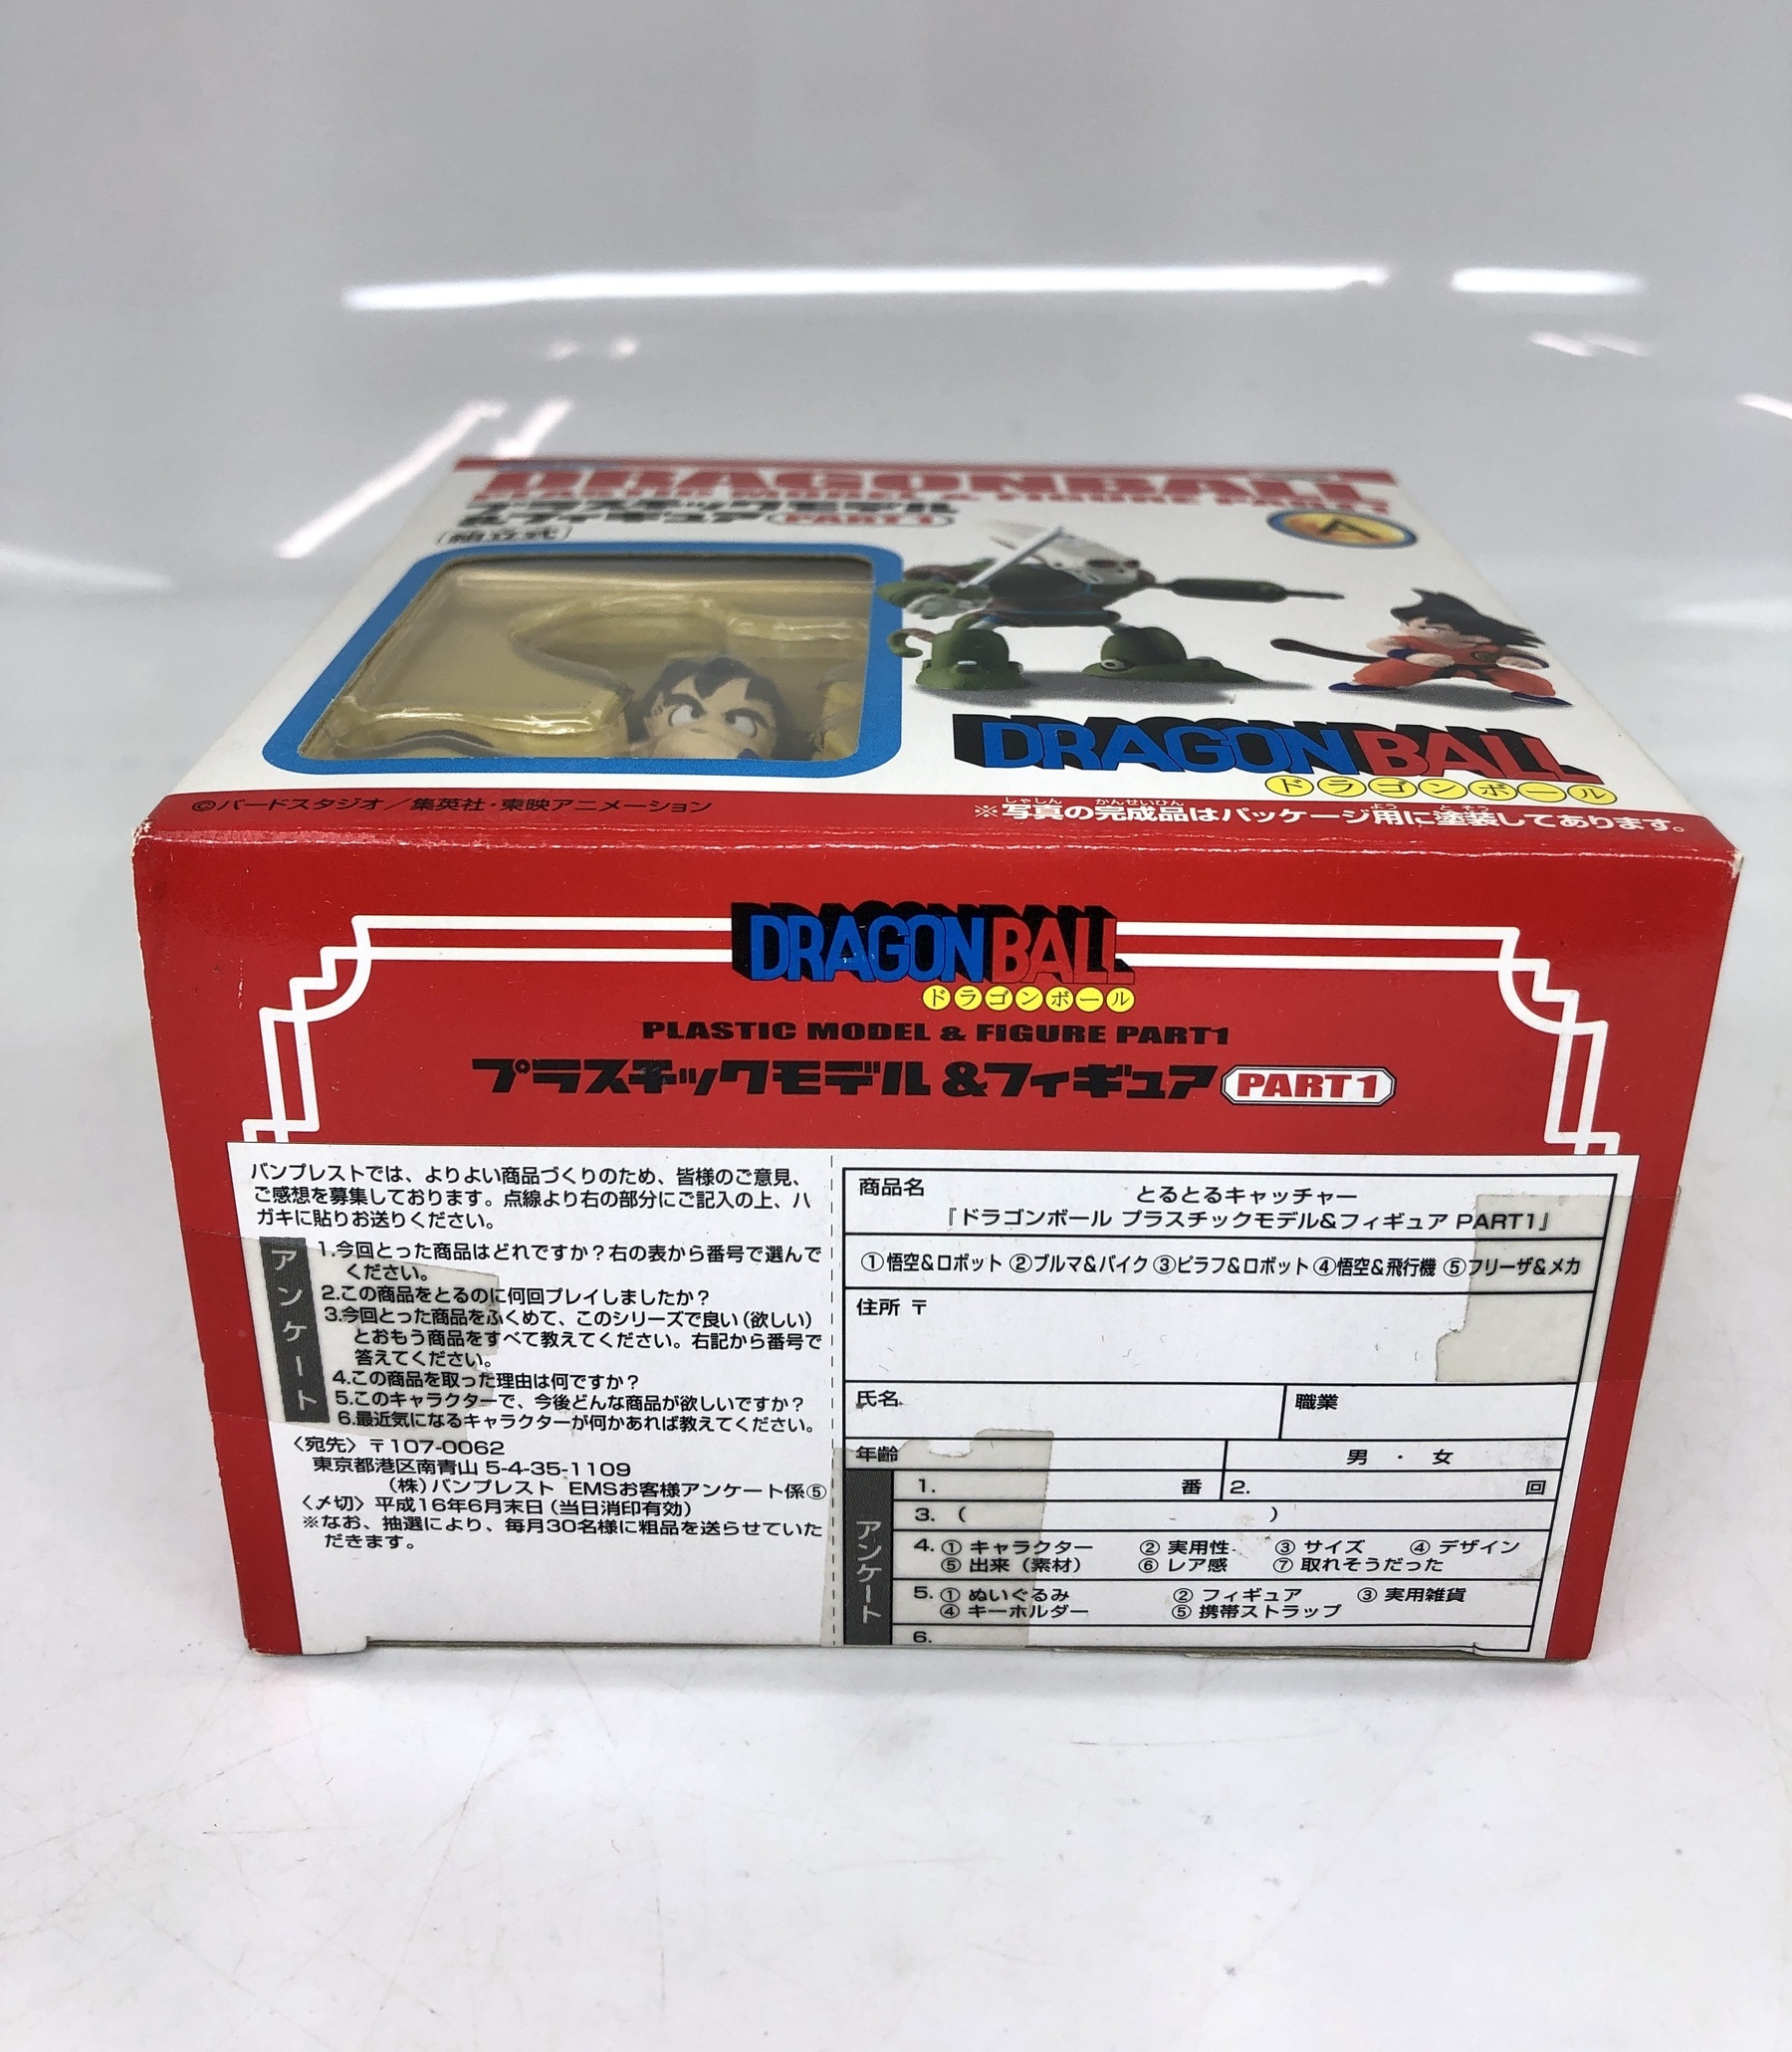 DRAGONBALL
プラスチックモデル
&フィギュア PART1
組立式
A
DRAGONBALL
ドラゴンボール
©バードスタジオ／集英社・東映アニメーション
※写真の完成品はパッケージ用に塗装してあります。
しゃしん かんせいひん よう とそう
DRAGONBALL
ドラゴンボール
PLASTIC MODEL & FIGURE PART1
プラスチックモデル&フィギュア PART1
バンプレストでは、よりよい商品づくりのため、皆様のご意見、
ご感想を募集しております。点線より右の部分にご記入の上、ハ
ガキに貼りお送りください。
アンケート
1.今回とった商品はどれですか？右の表から番号で選んで
ください。
2.この商品をとるのに何回プレイしましたか？
3.今回とった商品をふくめて、このシリーズで良い（欲しい）
とおもう商品をすべて教えてください。右記から番号で
答えてください。
4.この商品を取った理由は何ですか？
5.このキャラクターで、今後どんな商品が欲しいですか？
6.最近気になるキャラクターが何かあれば教えてください。
〈宛先〉〒107-0062
東京都港区南青山 5-4-35-1109
（株）バンプレスト EMSお客様アンケート係⑤
〈〆切〉平成16年6月末日（当日消印有効）
※なお、抽選により、毎月30名様に粗品を送らせていた
だきます。
商品名 とるとるキャッチャー
『ドラゴンボール プラスチックモデル&フィギュア PART1』
①悟空&ロボット ②ブルマ&バイク ③ピラフ&ロボット ④悟空&飛行機 ⑤フリーザ&メカ
住所 〒
氏名 職業
年齢 男 ・ 女
アンケート
1. 番 2. 回
3. ( )
4. ① キャラクター ② 実用性 ③ サイズ ④ デザイン
⑤ 出来（素材） ⑥ レア感 ⑦ 取れそうだった
5. ① ぬいぐるみ ② フィギュア ③ 実用雑貨
④ キーホルダー ⑤ 携帯ストラップ
6.